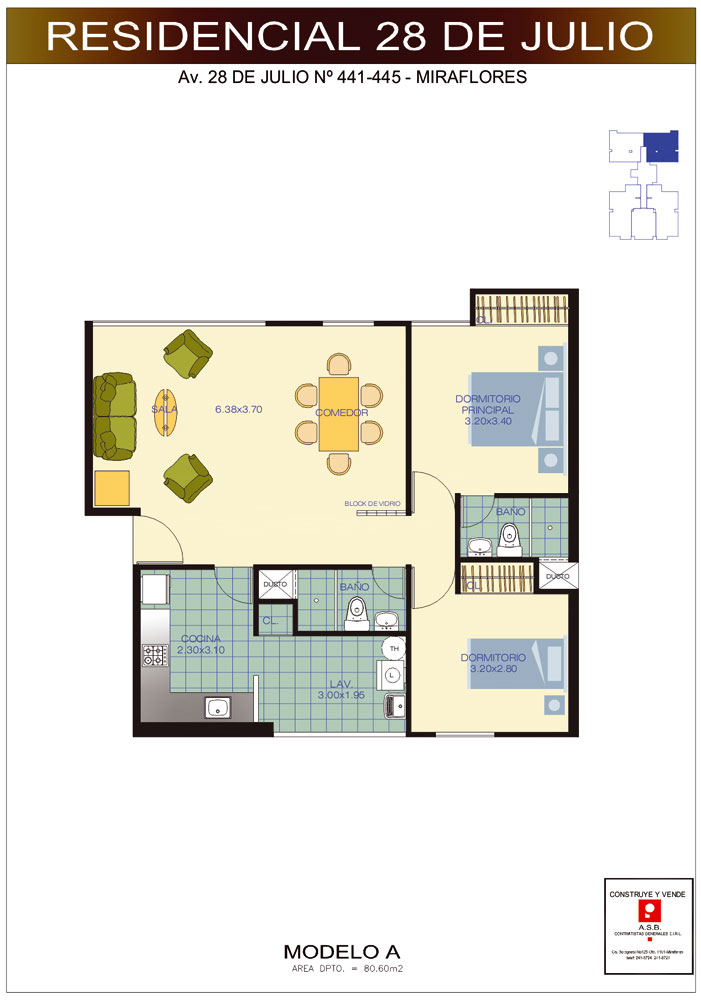 RESIDENCIAL 28 DE JULIO
Av. 28 DE JULIO Nº 441-445 - MIRAFLORES
CL.
DORMITORIO
PRINCIPAL
3.20x3.40
SALA
6.38x3.70
COMEDOR
BLOCK DE VIDRIO
BAÑO
DUCTO
DUCTO
BAÑO
CL.
CL.
COCINA
2.30x3.10
TH
L
LAV.
3.00x1.95
DORMITORIO
3.20x2.80
CONSTRUYE Y VENDE
A.S.B.
CONTRATISTAS GENERALES E.I.R.L.
MODELO A
AREA DPTO. = 80.60m2